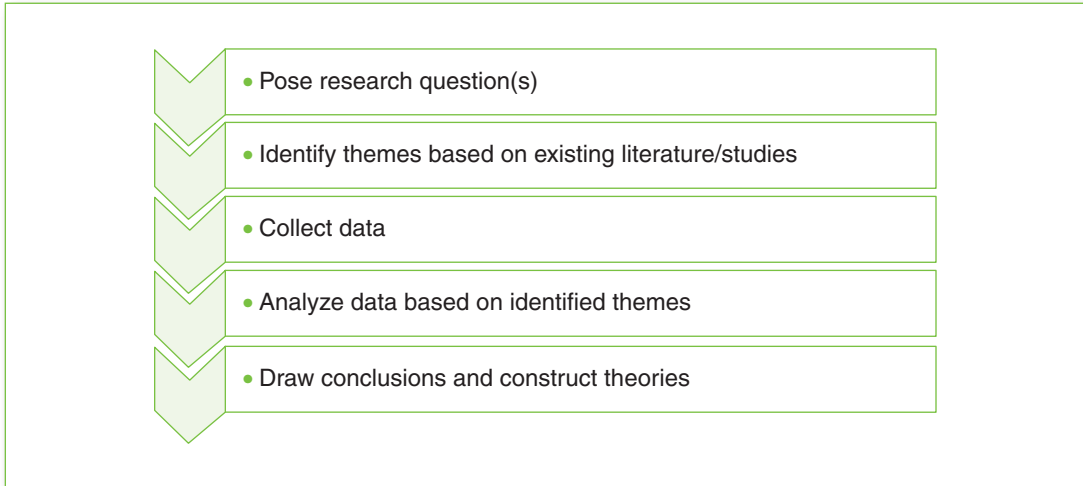 • Pose research question(s)
• Identify themes based on existing literature/studies
• Collect data
• Analyze data based on identified themes
• Draw conclusions and construct theories